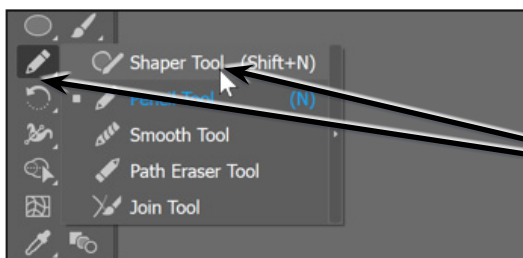 Shaper Tool (Shift+N)
Pencil Tool (N)
Smooth Tool
Path Eraser Tool
Join Tool